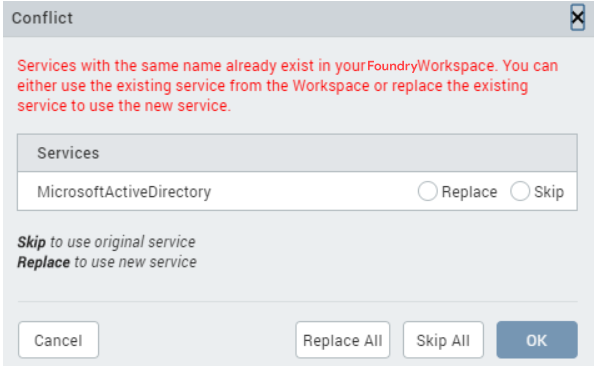 Conflict
Services with the same name already exist in your Foundry Workspace. You can
either use the existing service from the Workspace or replace the existing
service to use the new service.
Services
MicrosoftActiveDirectory Replace Skip
Skip to use original service
Replace to use new service
Cancel Replace All Skip All OK